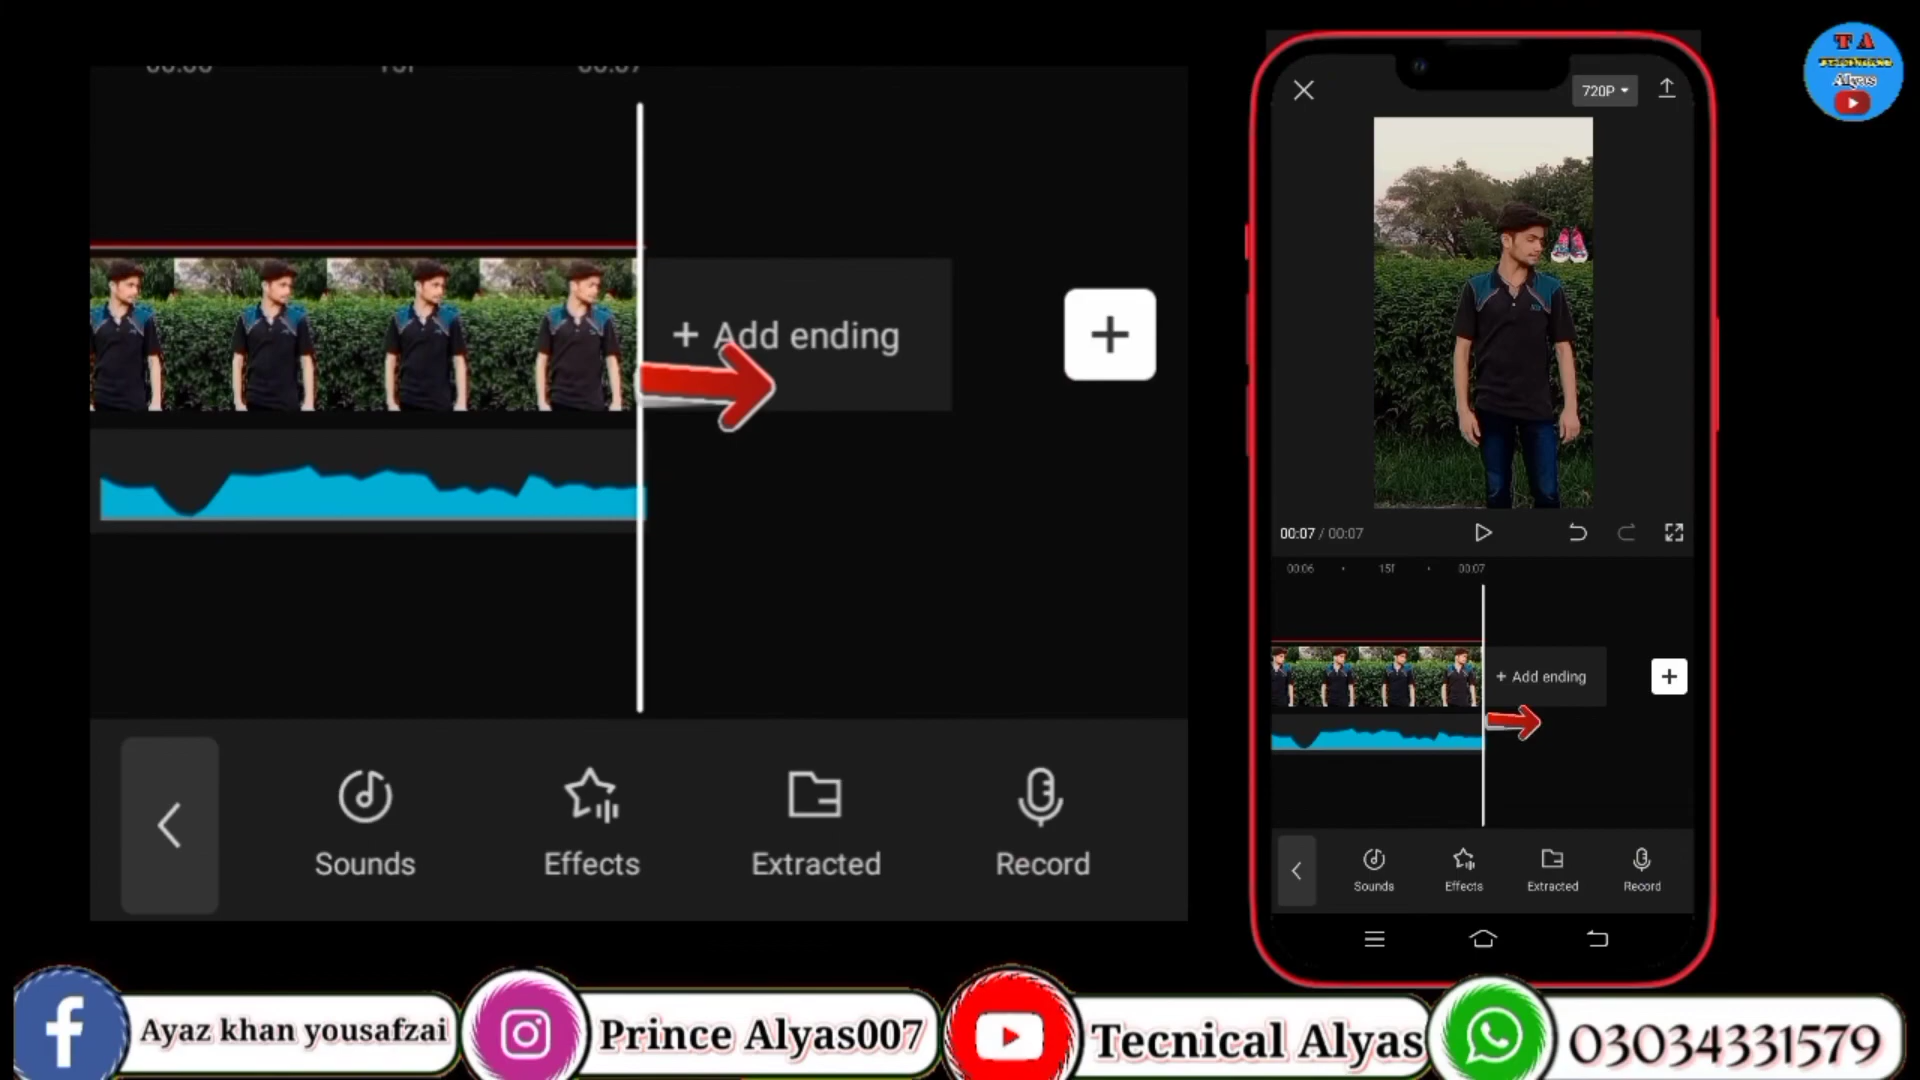 T A
Alyas
720P
+ Add ending
+
Sounds
Effects
Extracted
Record
00:07 / 00:07
00:06
15f
00:07
+ Add ending
+
Sounds
Effects
Extracted
Record
Ayaz khan yousafzai
Prince Alyas007
Tecnical Alyas
03034331579